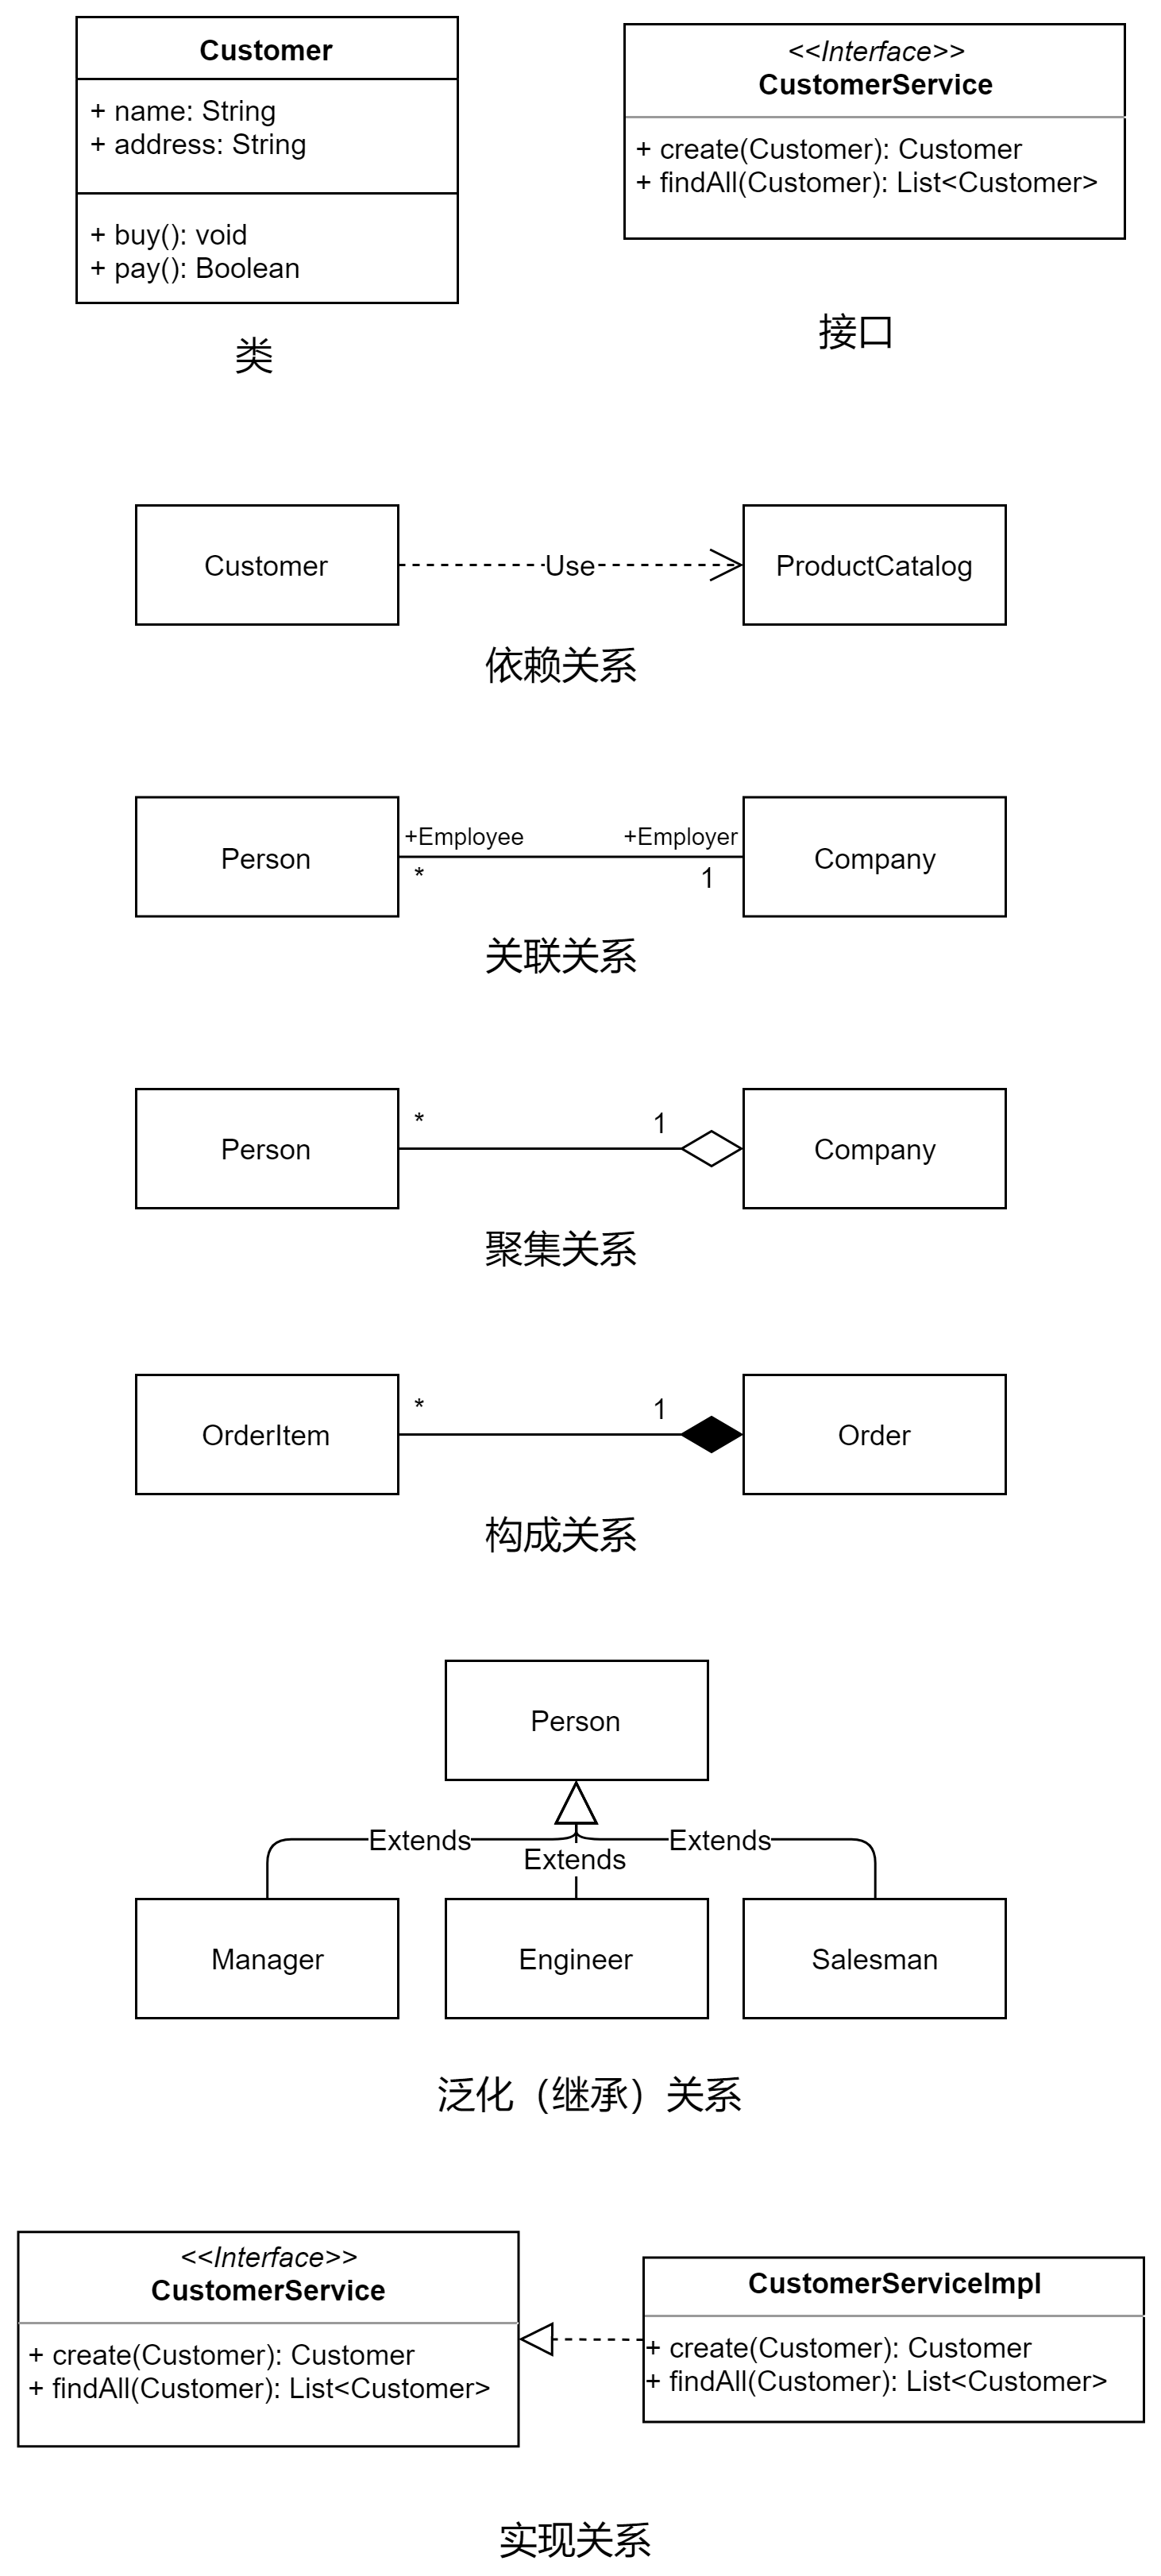 Customer
+ name: String
+ address: String
+ buy(): void
+ pay(): Boolean
类
<<Interface>>
CustomerService
+ create(Customer): Customer
+ findAll(Customer): List<Customer>
接口
Customer
Use
ProductCatalog
依赖关系
Person
+Employee
+Employer
*
1
Company
关联关系
Person
*
1
Company
聚集关系
OrderItem
*
1
Order
构成关系
Person
Extends
Extends
Extends
Manager
Engineer
Salesman
泛化（继承）关系
<<Interface>>
CustomerService
+ create(Customer): Customer
+ findAll(Customer): List<Customer>
CustomerServiceImpl
+ create(Customer): Customer
+ findAll(Customer): List<Customer>
实现关系